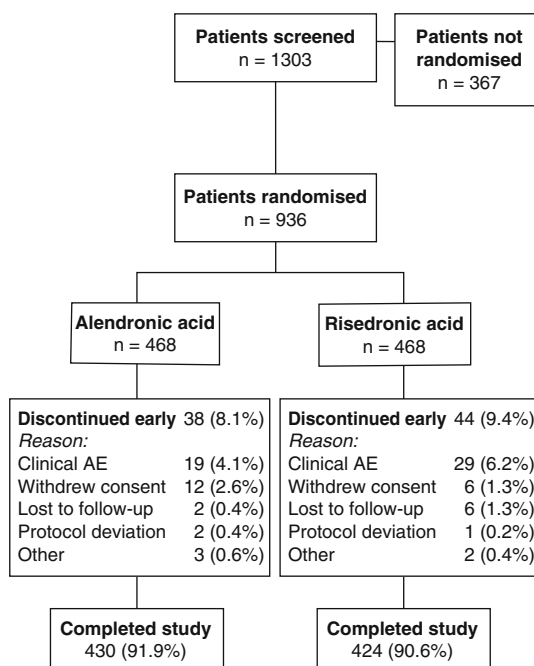 Patients screened
n = 1303
Patients not
randomised
n = 367
Patients randomised
n = 936
Alendronic acid
n = 468
Risedronic acid
n = 468
Discontinued early 38 (8.1%)
Reason:
Clinical AE 19 (4.1%)
Withdrew consent 12 (2.6%)
Lost to follow-up 2 (0.4%)
Protocol deviation 2 (0.4%)
Other 3 (0.6%)
Discontinued early 44 (9.4%)
Reason:
Clinical AE 29 (6.2%)
Withdrew consent 6 (1.3%)
Lost to follow-up 6 (1.3%)
Protocol deviation 1 (0.2%)
Other 2 (0.4%)
Completed study
430 (91.9%)
Completed study
424 (90.6%)